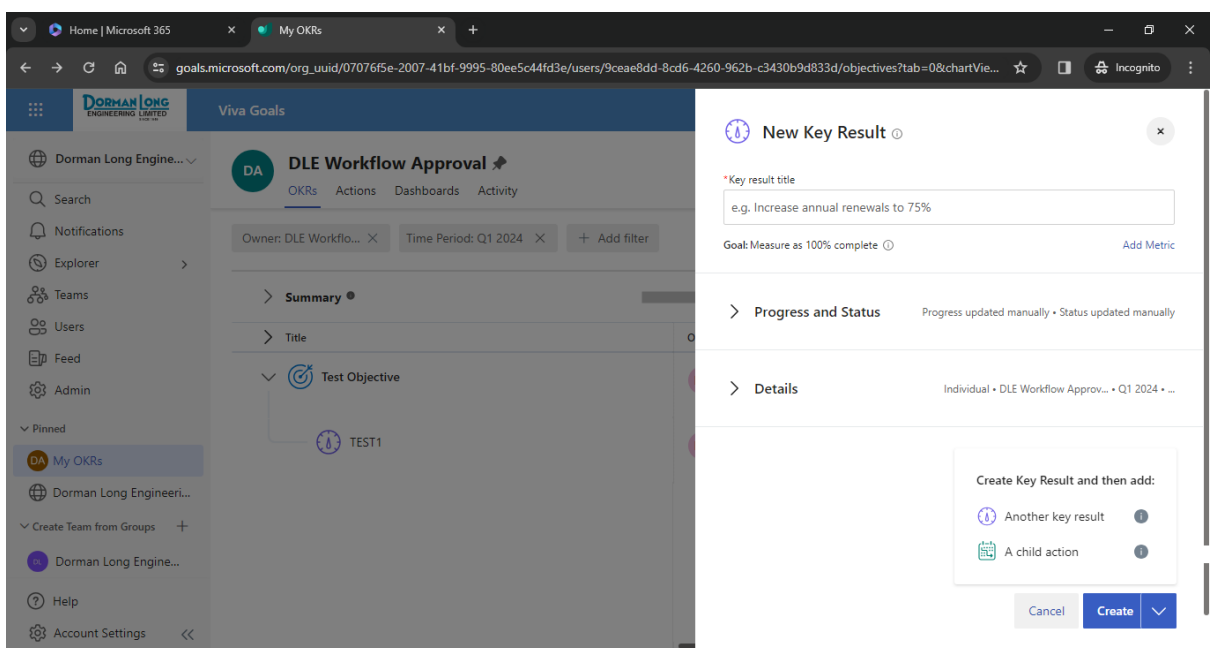 Home | Microsoft 365
My OKRs
goals.microsoft.com/org_uuid/07076f5e-2007-41bf-9995-80ee5c44fd3e/users/9ceae8dd-8cd6-4260-962b-c3430b9d833d/objectives?tab=0&chartVie...
Incognito
DORMAN LONG
ENGINEERING LIMITED
Viva Goals
Dorman Long Engine...
Search
Notifications
Explorer
Teams
Users
Feed
Admin
Pinned
DA My OKRs
Dorman Long Engineeri...
Create Team from Groups
DL Dorman Long Engine...
Help
Account Settings
DA
DLE Workflow Approval
OKRs Actions Dashboards Activity
Owner: DLE Workflo... Time Period: Q1 2024 + Add filter
Summary
Title
Test Objective
TEST1
New Key Result
*Key result title
e.g. Increase annual renewals to 75%
Goal: Measure as 100% complete Add Metric
Progress and Status Progress updated manually • Status updated manually
Details Individual • DLE Workflow Approv... • Q1 2024 • ...
Create Key Result and then add:
Another key result
A child action
Cancel Create